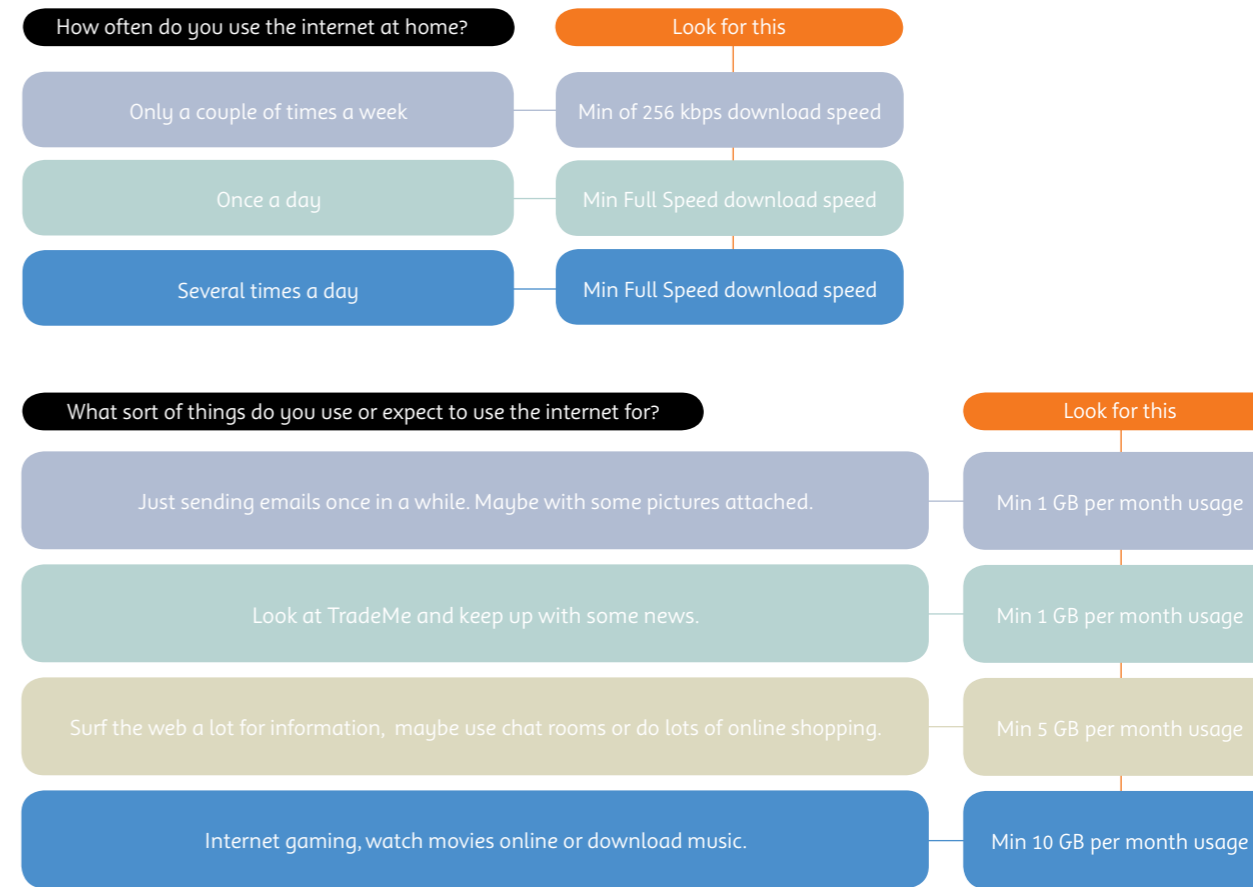 How often do you use the internet at home?
Look for this
Only a couple of times a week
Min of 256 kbps download speed
Once a day
Min Full Speed download speed
Several times a day
Min Full Speed download speed
What sort of things do you use or expect to use the internet for?
Look for this
Just sending emails once in a while. Maybe with some pictures attached.
Min 1 GB per month usage
Look at TradeMe and keep up with some news.
Min 1 GB per month usage
Surf the web a lot for information, maybe use chat rooms or do lots of online shopping.
Min 5 GB per month usage
Internet gaming, watch movies online or download music.
Min 10 GB per month usage